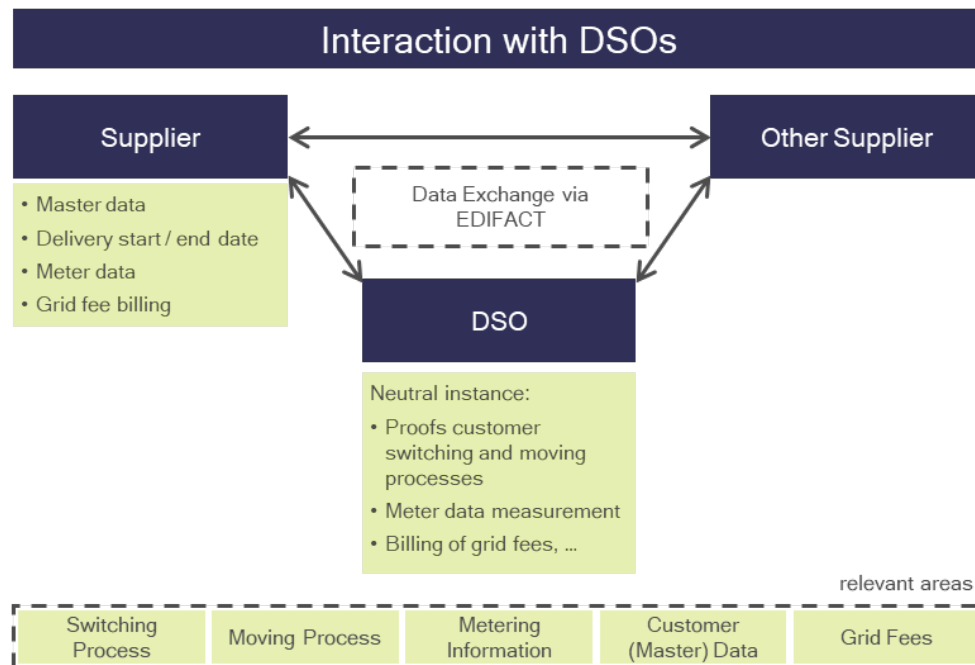 Interaction with DSOs
Supplier
Other Supplier
Data Exchange via
EDIFACT
• Master data
• Delivery start / end date
• Meter data
• Grid fee billing
DSO
Neutral instance:
• Proofs customer
switching and moving
processes
• Meter data measurement
• Billing of grid fees, ...
relevant areas
Switching
Process
Moving Process
Metering
Information
Customer
(Master) Data
Grid Fees